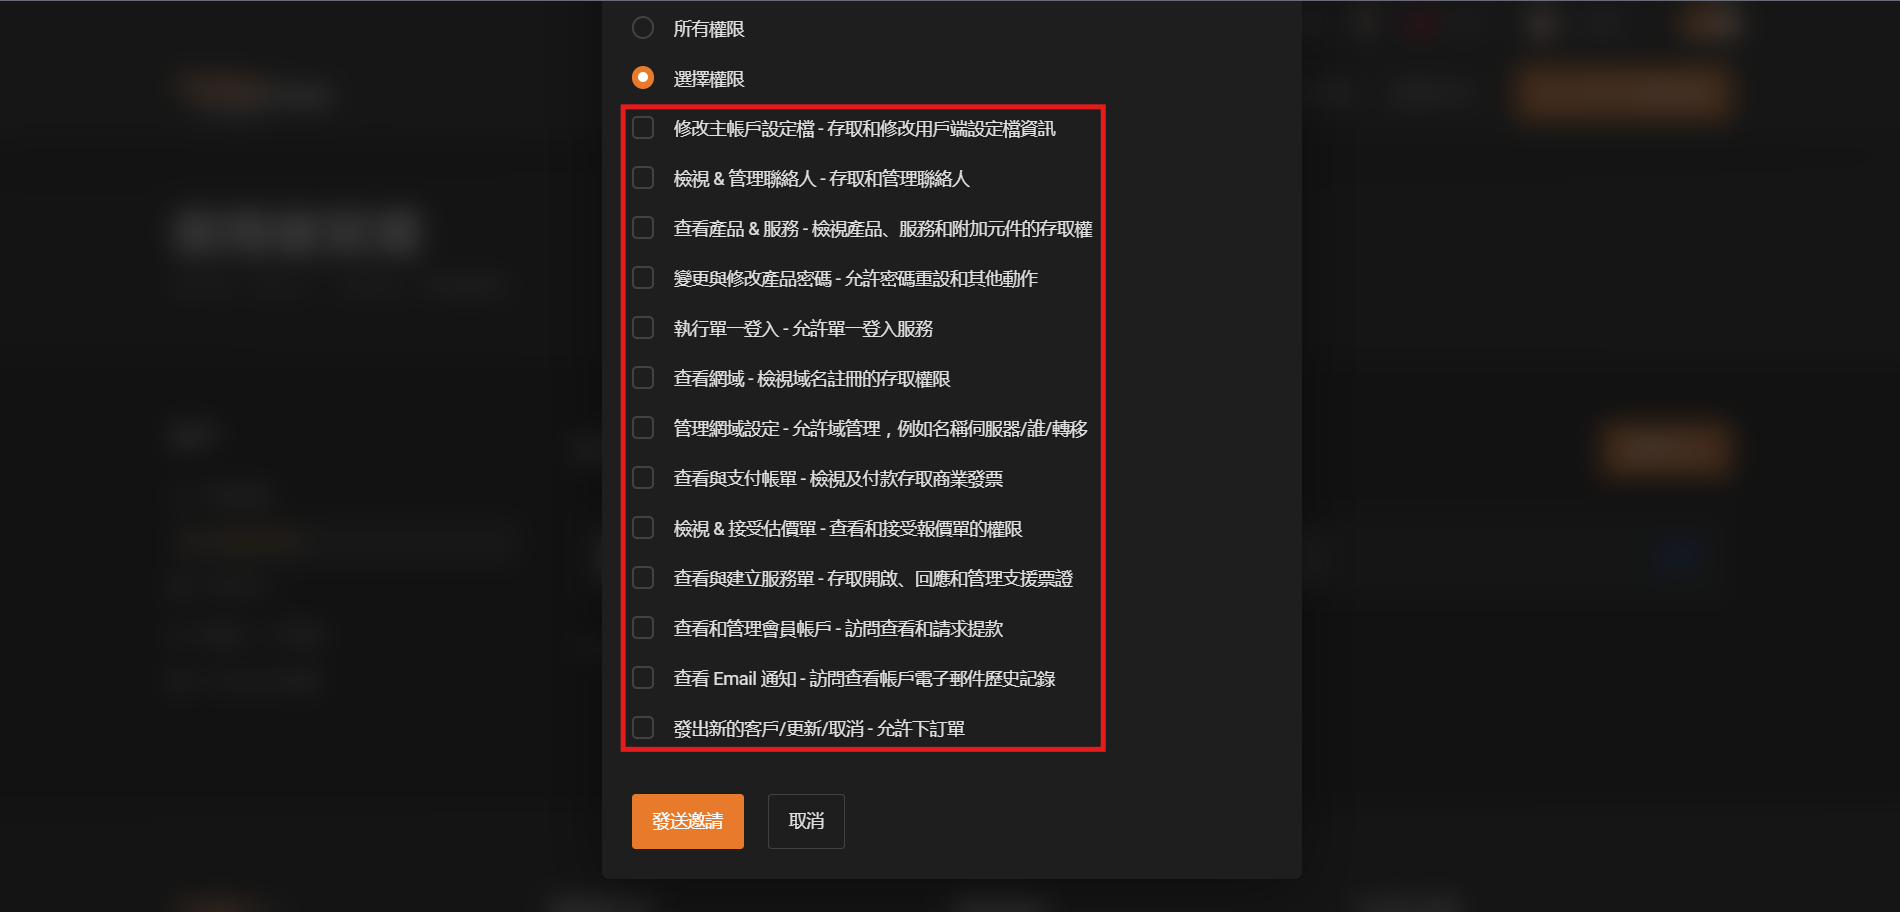 所有權限
選擇權限
修改主帳戶設定檔 - 存取和修改用戶端設定檔資訊
檢視 & 管理聯絡人 - 存取和管理聯絡人
查看產品 & 服務 - 檢視產品、服務和附加元件的存取權
變更與修改產品密碼 - 允許密碼重設和其他動作
執行單一登入 - 允許單一登入服務
查看網域 - 檢視域名註冊的存取權限
管理網域設定 - 允許域管理，例如名稱伺服器/誰/轉移
查看與支付帳單 - 檢視及付款存取商業發票
檢視 & 接受估價單 - 查看和接受報價單的權限
查看與建立服務單 - 存取開啟、回應和管理支援票證
查看和管理會員帳戶 - 訪問查看和請求提款
查看 Email 通知 - 訪問查看帳戶電子郵件歷史記錄
發出新的客戶/更新/取消 - 允許下訂單
發送邀請
取消